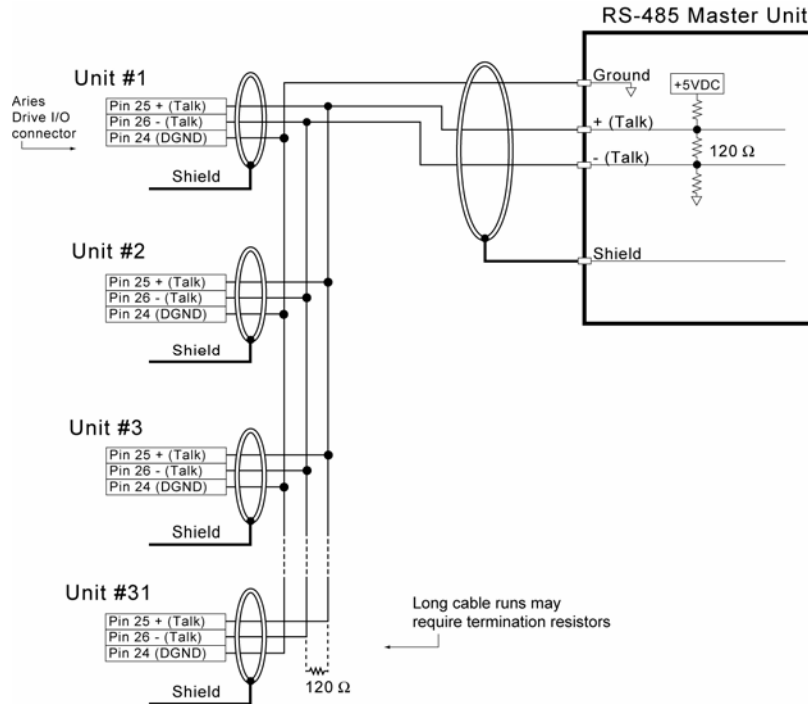 RS-485 Master Unit
Unit #1
Aries
Drive I/O
connector
Pin 25 + (Talk)
Pin 26 - (Talk)
Pin 24 (DGND)
Shield
Ground
+5VDC
+ (Talk)
120 Ω
- (Talk)
Shield
Unit #2
Pin 25 + (Talk)
Pin 26 - (Talk)
Pin 24 (DGND)
Shield
Unit #3
Pin 25 + (Talk)
Pin 26 - (Talk)
Pin 24 (DGND)
Shield
Unit #31
Pin 25 + (Talk)
Pin 26 - (Talk)
Pin 24 (DGND)
Shield
120 Ω
Long cable runs may
require termination resistors